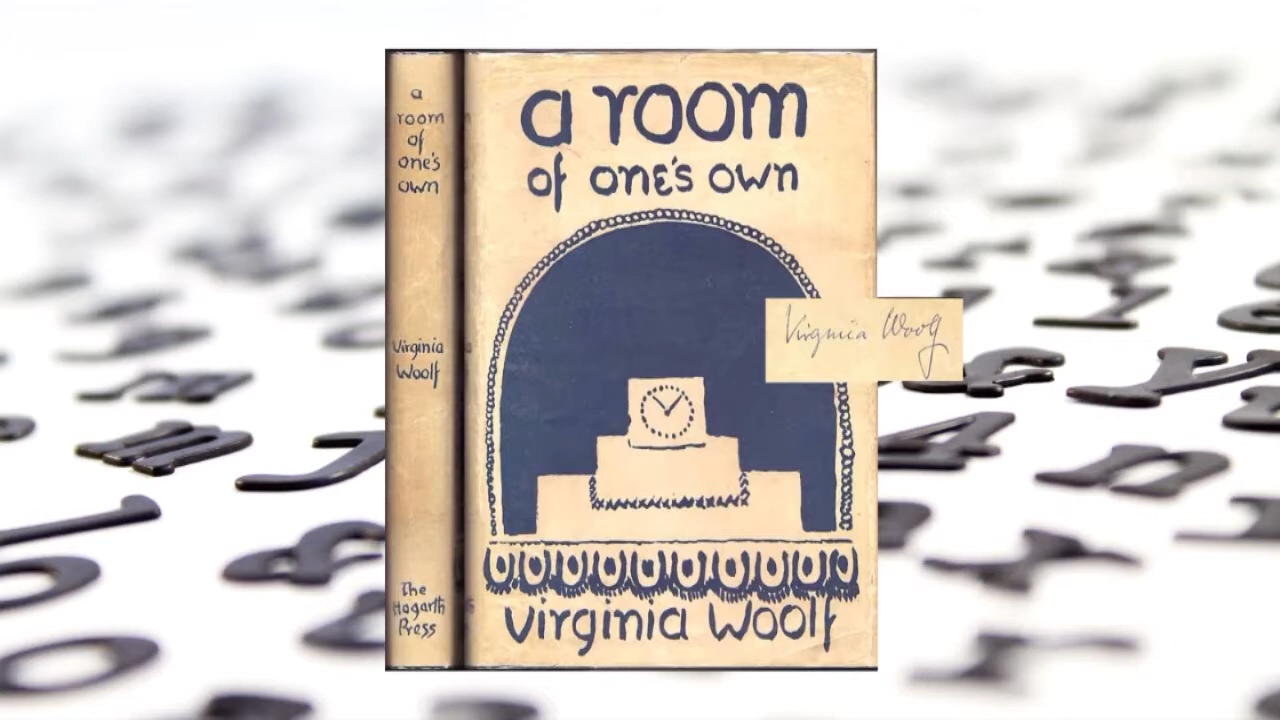 a
room
of
one's
own
Virginia
Woolf
The
Hogarth
Press
a room
of one's own
Virginia Woolf
virginia woolf